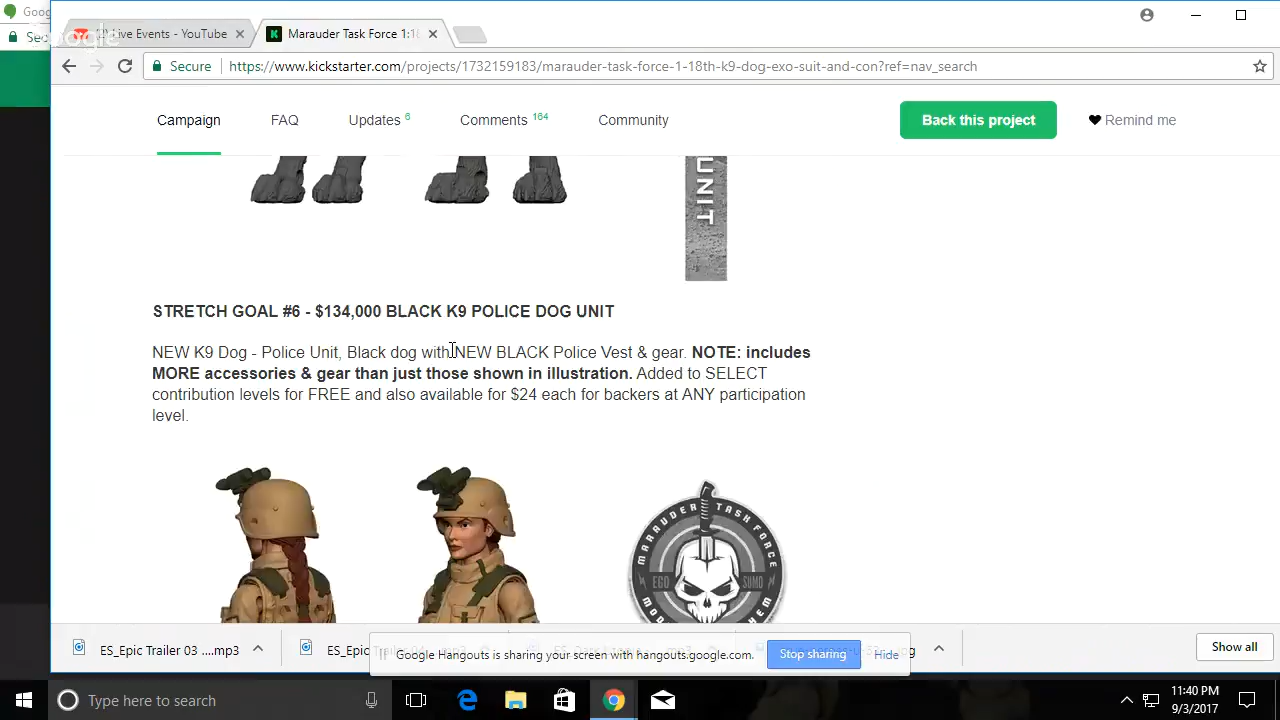 Goog
Live Events - YouTube
Marauder Task Force 1:18
Google
Secure
https://www.kickstarter.com/projects/1732159183/marauder-task-force-1-18th-k9-dog-exo-suit-and-con?ref=nav_search
Campaign FAQ Updates 6 Comments 164 Community Back this project Remind me
UNIT
STRETCH GOAL #6 - $134,000 BLACK K9 POLICE DOG UNIT
NEW K9 Dog - Police Unit, Black dog with NEW BLACK Police Vest & gear. NOTE: includes
MORE accessories & gear than just those shown in illustration. Added to SELECT
contribution levels for FREE and also available for $24 each for backers at ANY participation
level.
MARAUDER TASK FORCE
EGO SUMO
ES_Epic Trailer 03 ....mp3
Google Hangouts is sharing your screen with hangouts.google.com. Stop sharing Hide
Show all
Type here to search
11:40 PM
9/3/2017